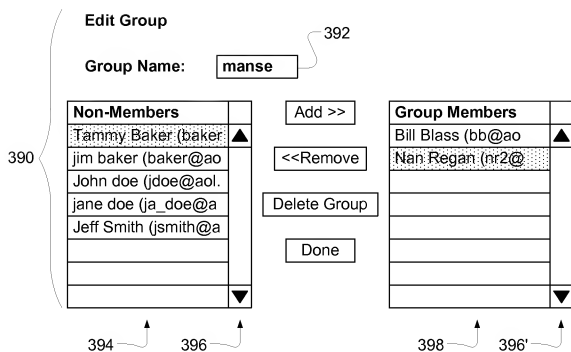 Edit Group
392
Group Name: manse
Non-Members
Add >>
Group Members
Tammy Baker (baker
Bill Blass (bb@ao
390
jim baker (baker@ao
<<Remove
Nan Regan (nr2@
John doe (jdoe@aol.
jane doe (ja_doe@a
Delete Group
Jeff Smith (jsmith@a
Done
394
396
398
396'